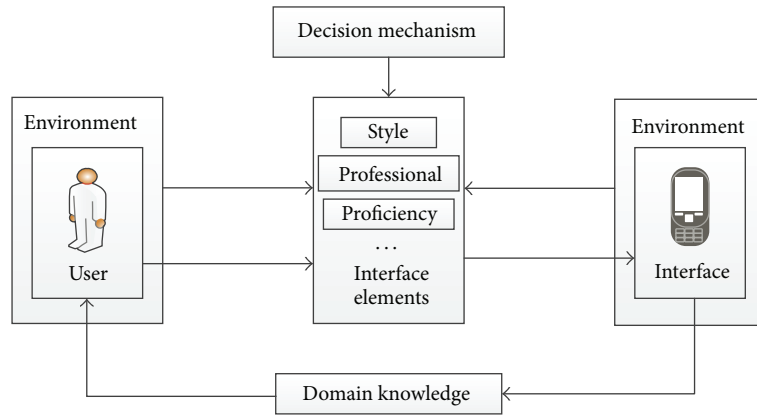 Decision mechanism
Environment
User
Style
Professional
Proficiency
...
Interface
elements
Environment
Interface
Domain knowledge